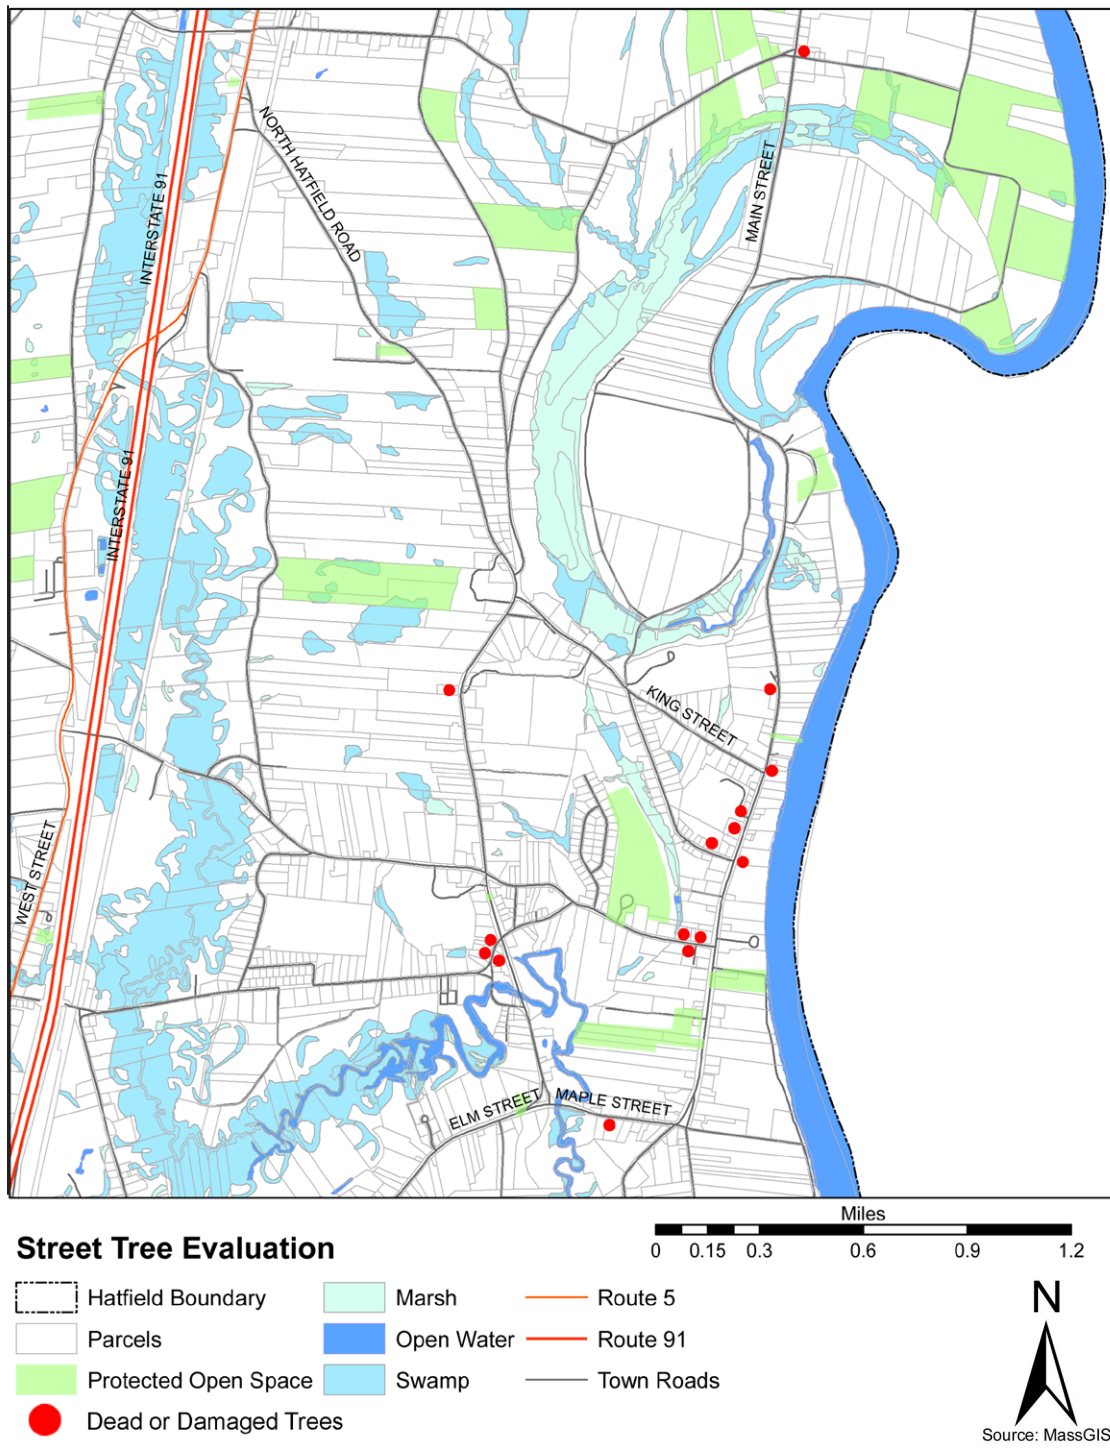 NORTH HATFIELD ROAD
MAIN STREET
INTERSTATE 91
INTERSTATE 91
KING STREET
WEST STREET
ELM STREET
MAPLE STREET
Miles
0 0.15 0.3 0.6 0.9 1.2
Street Tree Evaluation
Hatfield Boundary
Marsh
Route 5
Parcels
Open Water
Route 91
Protected Open Space
Swamp
Town Roads
Dead or Damaged Trees
N
Source: MassGIS